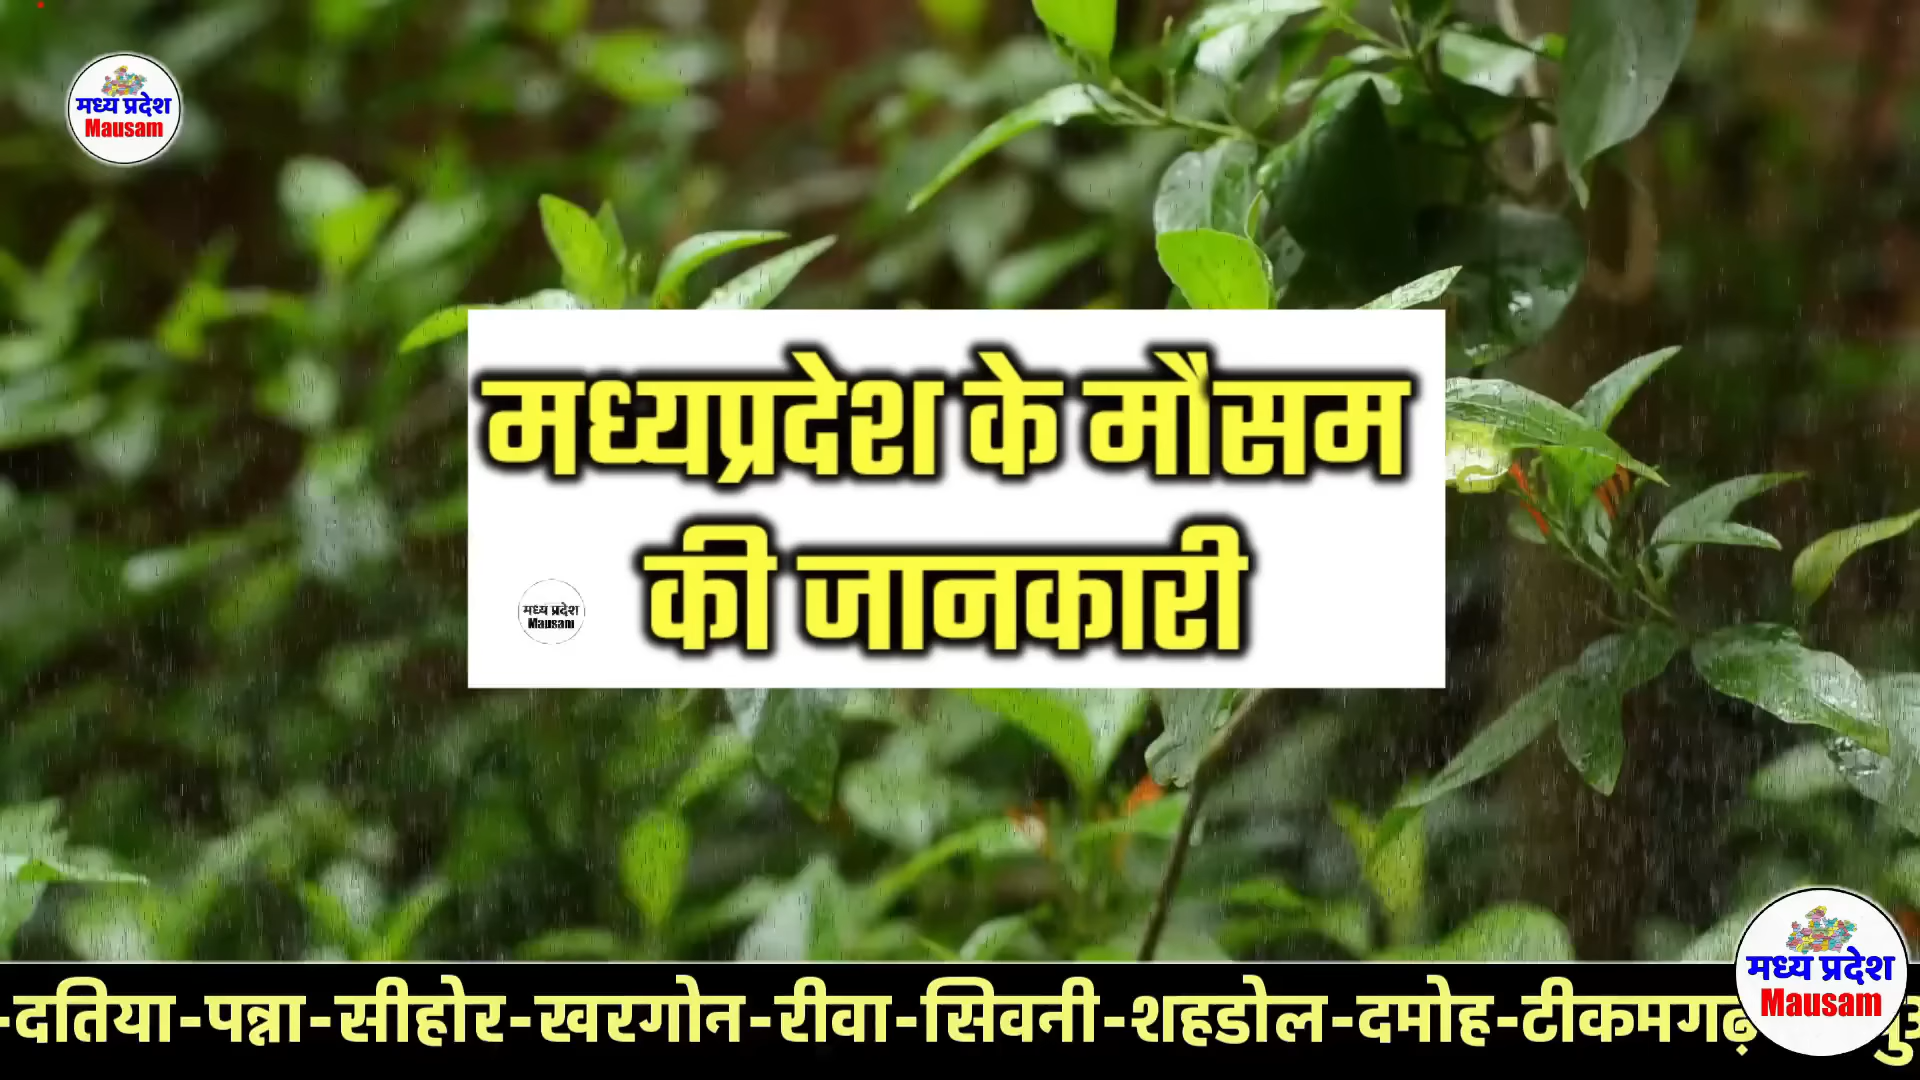 मध्य प्रदेश
Mausam
मध्यप्रदेश के मौसम
की जानकारी
मध्य प्रदेश
Mausam
-दतिया-पन्ना-सीहोर-खरगोन-रीवा-सिवनी-शहडोल-दमोह-टीकमगढ़
मध्य प्रदेश
Mausam